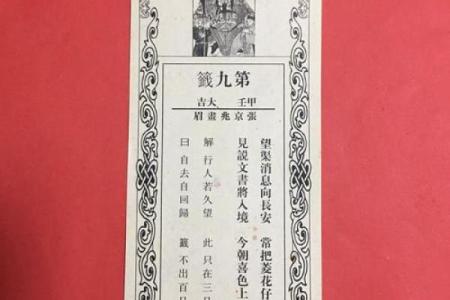 第九籤
甲壬 大吉
張京兆畫眉
望渠消息向長安 常把菱花仔
見説文書將入境 今朝喜色上
解 行人若久望 此只在三
曰 自去自回歸 籤不出百